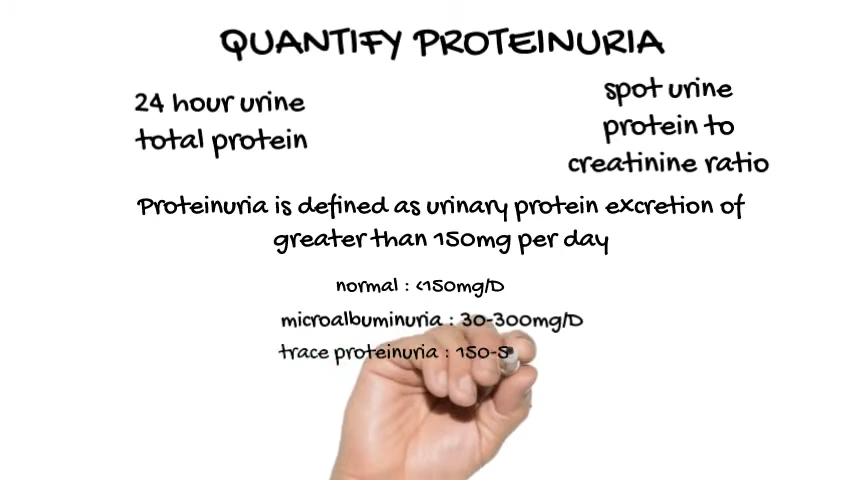 QUANTIFY PROTEINURIA
24 hour urine
total protein
spot urine
protein to
creatinine ratio
Proteinuria is defined as urinary protein excretion of
greater than 150mg per day
normal : <150mg/D
microalbuminuria : 30-300mg/D
trace proteinuria : 150-5